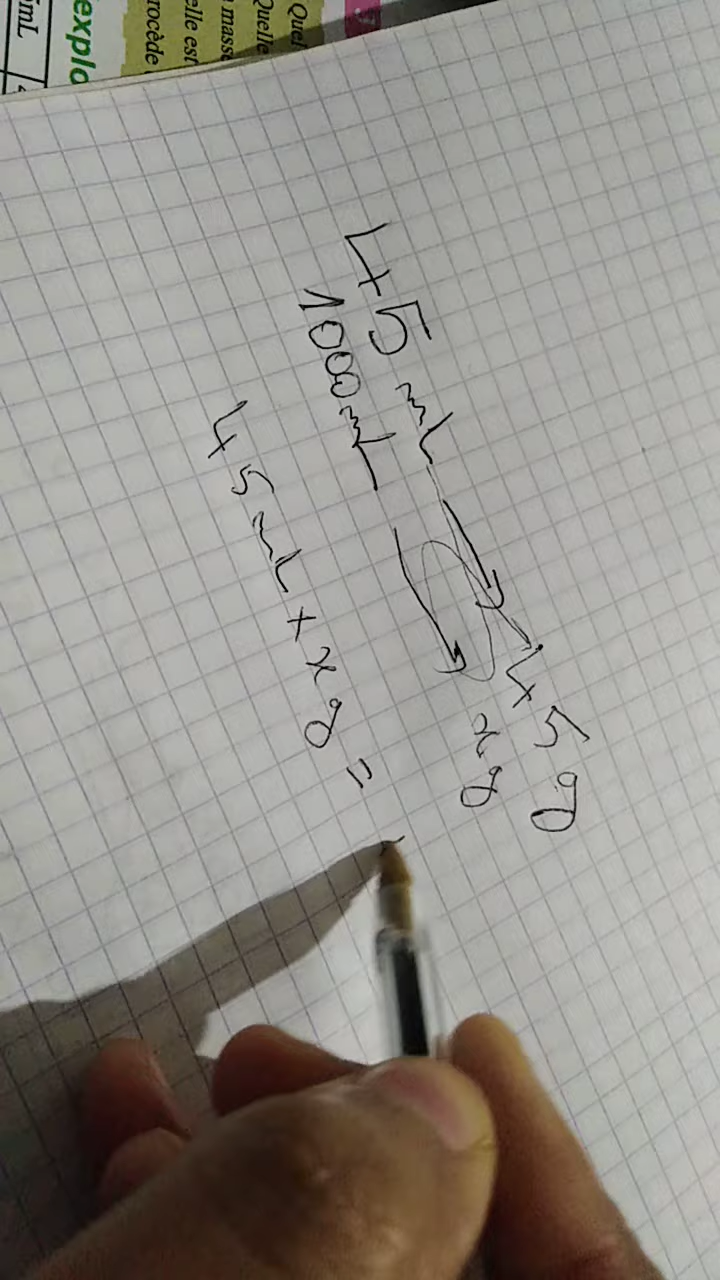 45 mL → 45 g
1000 mL → x g
45 mL × x g =
Quel
Quelle
masse
elle est
rocède
explo
mL